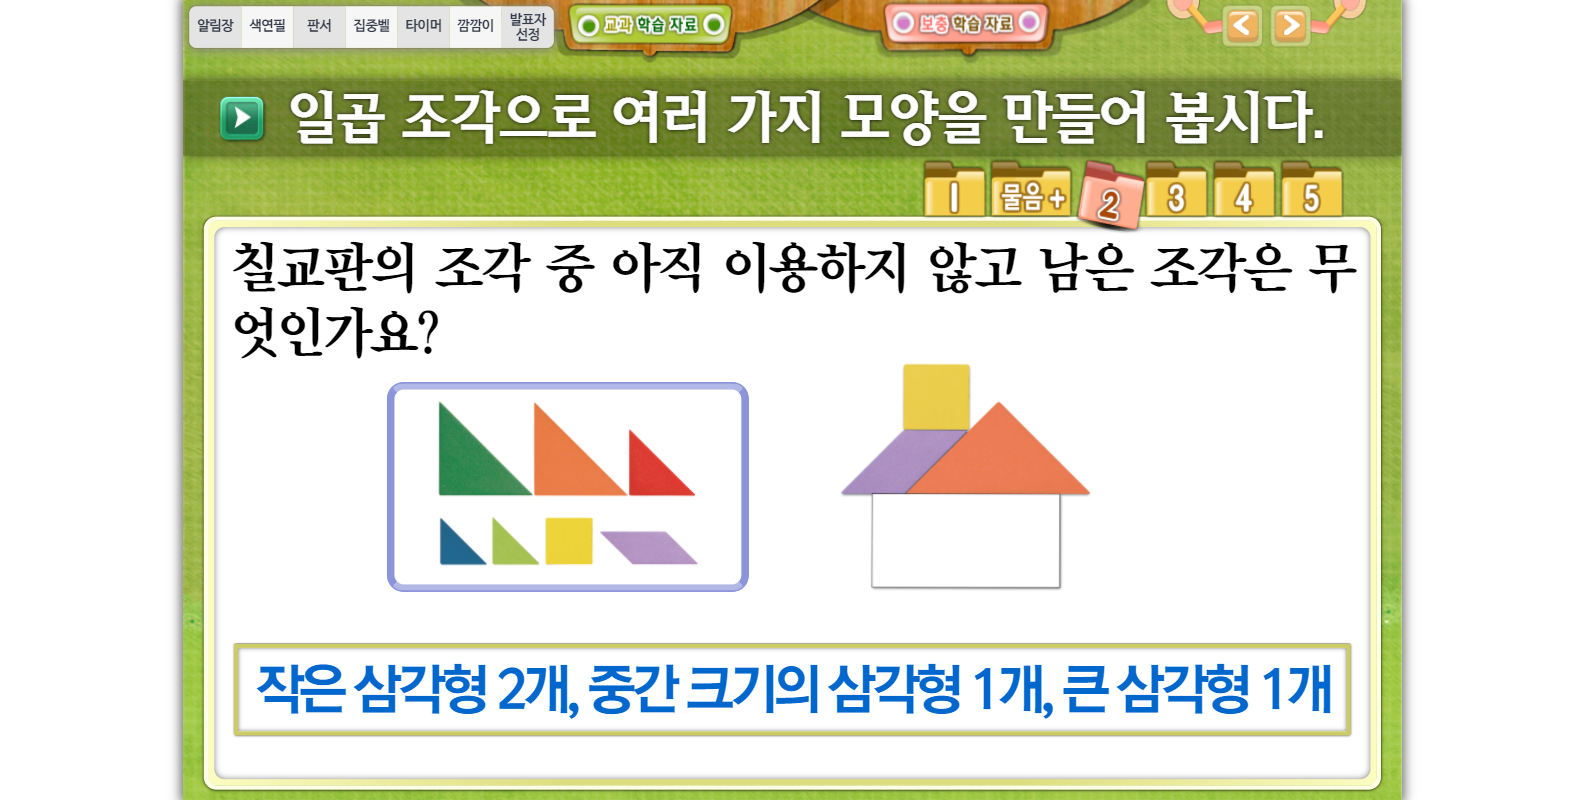 알림장 색연필 판서 집중벨 타이머 깜깜이 발표자
선정
교과 학습 자료
보충 학습 자료
일곱 조각으로 여러 가지 모양을 만들어 봅시다.
1 물음+ 2 3 4 5
칠교판의 조각 중 아직 이용하지 않고 남은 조각은 무
엇인가요?
작은 삼각형 2개, 중간 크기의 삼각형 1개, 큰 삼각형 1개